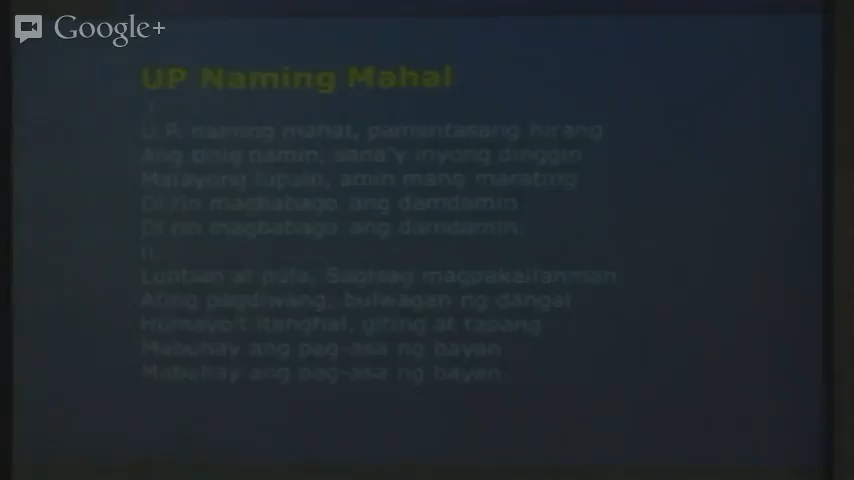 Google+
UP Naming Mahal
I
U.P. naming mahal, pamantasang hirang
Ang tinig namin, sana'y inyong dinggin
Malayong lupain, amin mang marating
Di rin magbabago ang damdamin
Di rin magbabago ang damdamin.
II
Luntian at pula, Sagisag magpakailanman
Ating pagdiwang, bulwagan ng dangal
Humayo't itanghal, giting at tapang
Mabuhay ang pag-asa ng bayan
Mabuhay ang pag-asa ng bayan